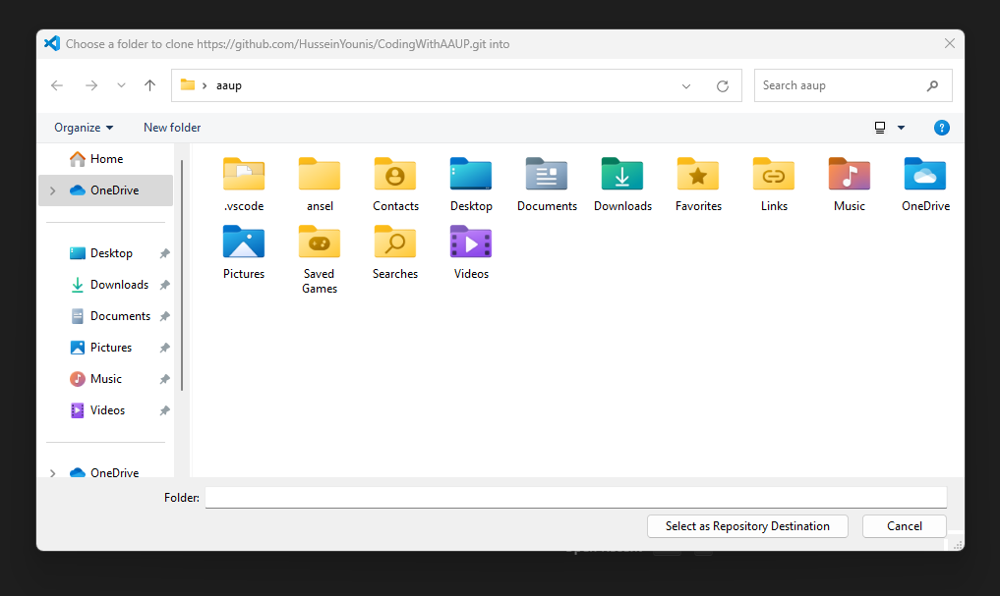 Choose a folder to clone https://github.com/HusseinYounis/CodingWithAAUP.git into
aaup
Search aaup
Organize
New folder
Home
OneDrive
Desktop
Downloads
Documents
Pictures
Music
Videos
OneDrive
.vscode
ansel
Contacts
Desktop
Documents
Downloads
Favorites
Links
Music
OneDrive
Pictures
Saved
Games
Searches
Videos
Folder:
Select as Repository Destination
Cancel